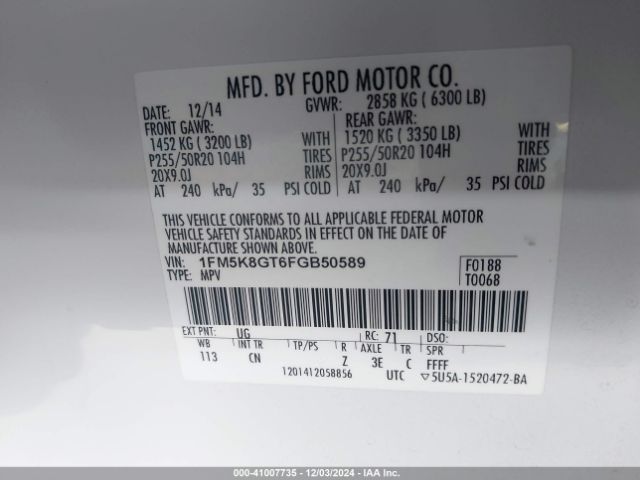 MFD. BY FORD MOTOR CO.
DATE: 12/14 GVWR: 2858 KG ( 6300 LB)
FRONT GAWR: REAR GAWR:
1452 KG ( 3200 LB) WITH 1520 KG ( 3350 LB) WITH
P255/50R20 104H TIRES P255/50R20 104H TIRES
20X9.0J RIMS 20X9.0J RIMS
AT 240 kPa/ 35 PSI COLD AT 240 kPa/ 35 PSI COLD
THIS VEHICLE CONFORMS TO ALL APPLICABLE FEDERAL MOTOR
VEHICLE SAFETY STANDARDS IN EFFECT ON THE DATE OF
MANUFACTURE SHOWN ABOVE.
VIN: 1FM5K8GT6FGB50589 F0188
TYPE: MPV T0068
EXT PNT: UG RC: 71 DSO:
WB INT TR TP/PS R AXLE TR SPR
113 CN Z 3E C FFFF
1201412058856 UTC ▽5U5A-1520472-BA
000-41007735 - 12/03/2024 - IAA Inc.